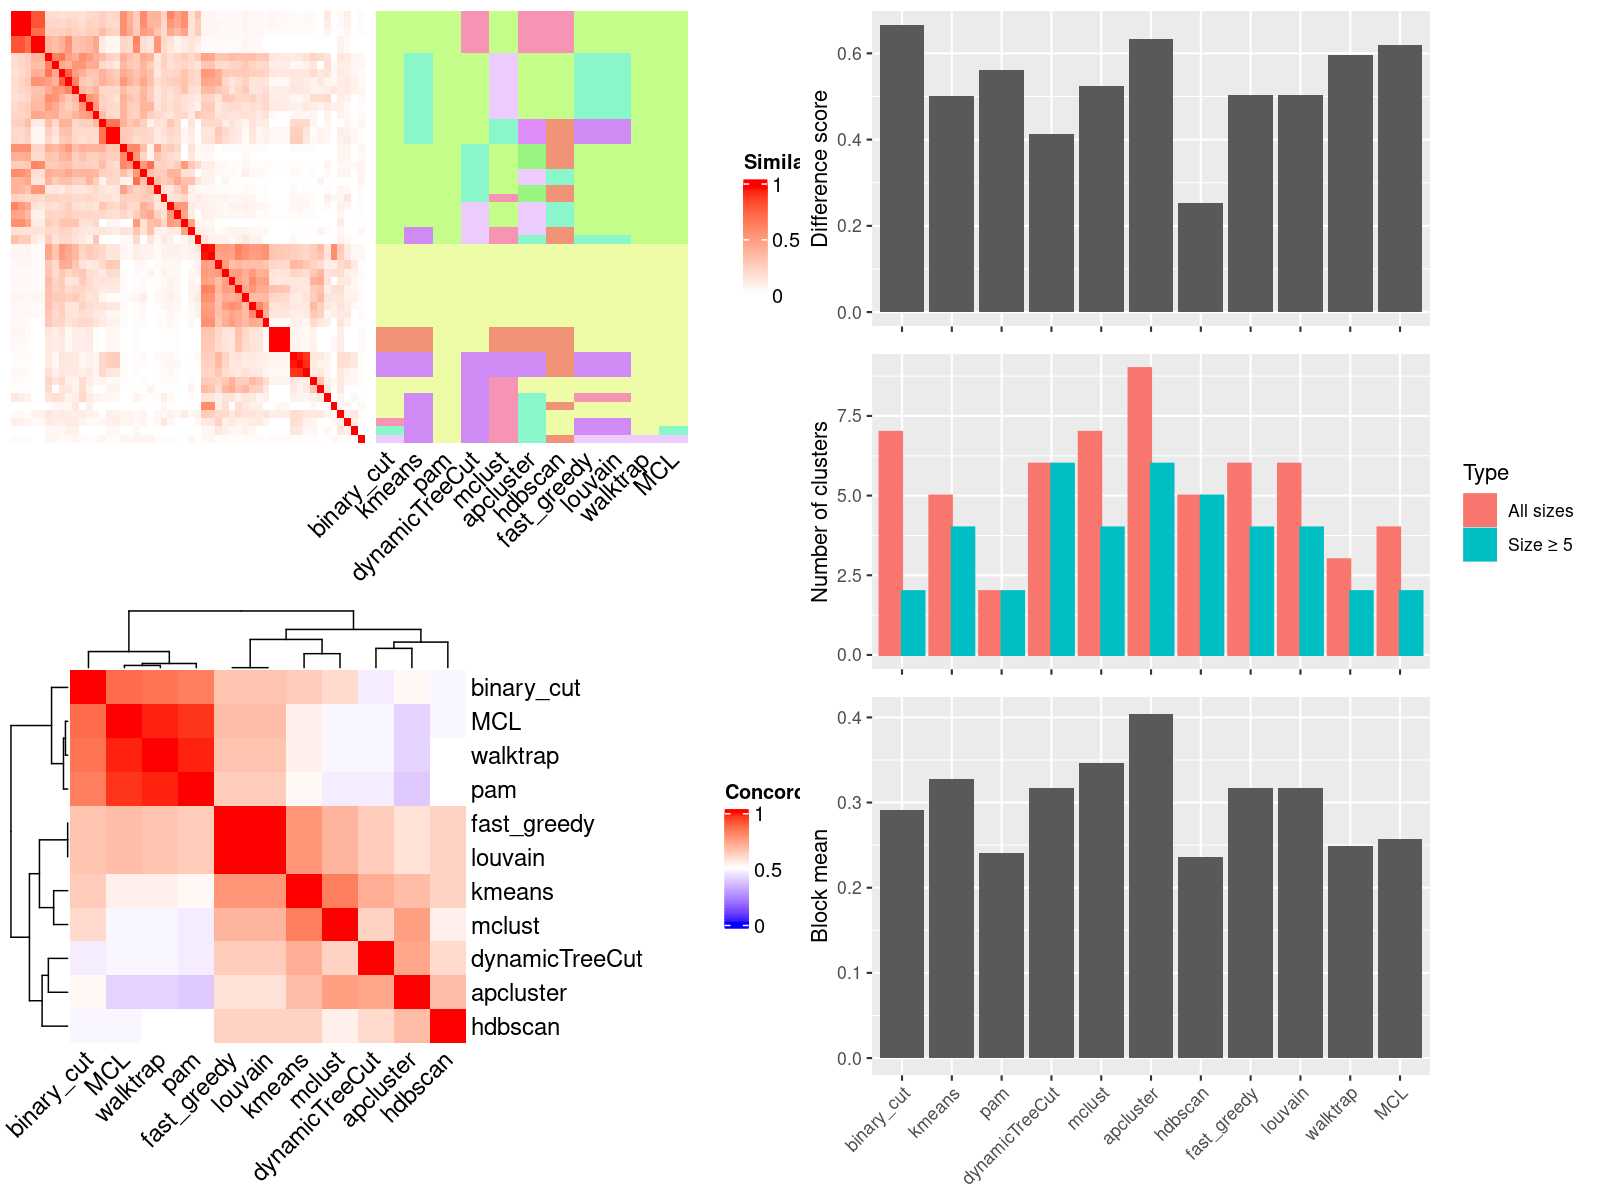 Simila
1
0.5
0
binary_cut
kmeans
pam
dynamicTreeCut
mclust
apcluster
hdbscan
fast_greedy
louvain
walktrap
MCL
binary_cut
MCL
walktrap
pam
fast_greedy
louvain
kmeans
mclust
dynamicTreeCut
apcluster
hdbscan
binary_cut
MCL
walktrap
pam
fast_greedy
louvain
kmeans
mclust
dynamicTreeCut
apcluster
hdbscan
Concord
1
0.5
0
Difference score
0.6
0.4
0.2
0.0
Number of clusters
7.5
5.0
2.5
0.0
Type
All sizes
Size ≥ 5
Block mean
0.4
0.3
0.2
0.1
0.0
binary_cut
kmeans
pam
dynamicTreeCut
mclust
apcluster
hdbscan
fast_greedy
louvain
walktrap
MCL